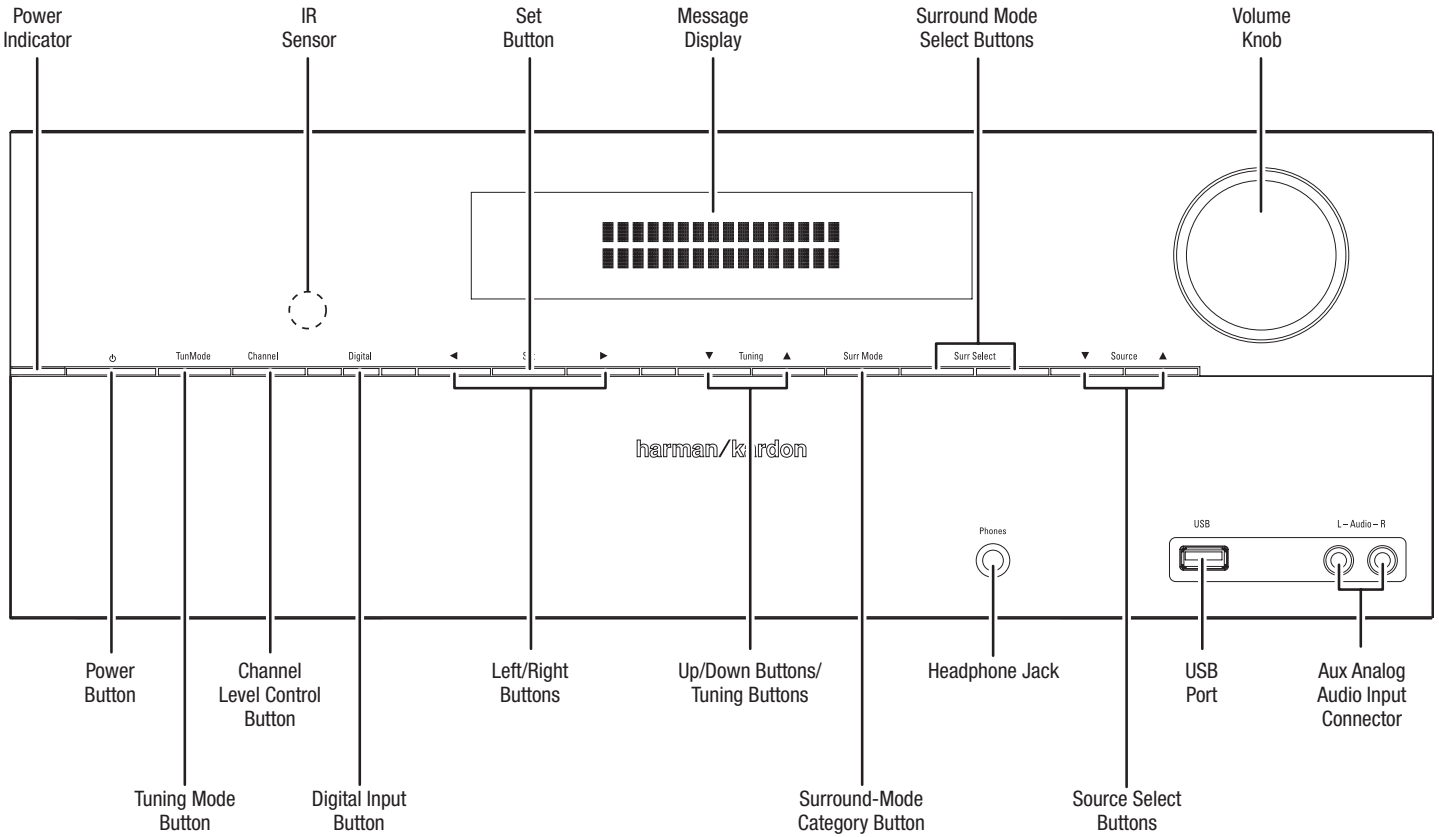 Power
Indicator
IR
Sensor
Set
Button
Message
Display
Surround Mode
Select Buttons
Volume
Knob
TunMode
Channel
Digital
Tuning
Surr Mode
Surr Select
Source
harman/kardon
Phones
USB
L – Audio – R
Power
Button
Channel
Level Control
Button
Left/Right
Buttons
Up/Down Buttons/
Tuning Buttons
Headphone Jack
USB
Port
Aux Analog
Audio Input
Connector
Tuning Mode
Button
Digital Input
Button
Surround-Mode
Category Button
Source Select
Buttons